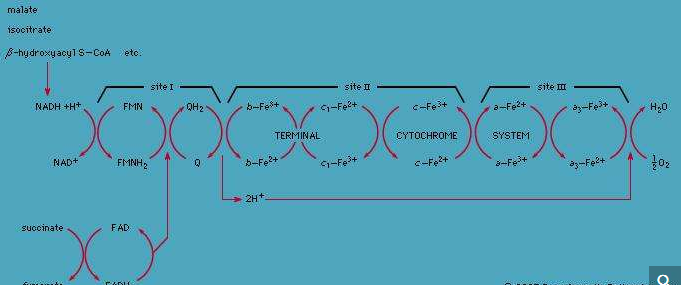 malate
isocitrate
β-hydroxyacyl S—CoA etc.
site I site II site III
NADH +H⁺ FMN QH₂ b–Fe³⁺ c₁–Fe²⁺ c–Fe³⁺ a–Fe²⁺ a₃–Fe³⁺ H₂O
TERMINAL CYTOCHROME SYSTEM
NAD⁺ FMNH₂ Q b–Fe²⁺ c₁–Fe³⁺ c–Fe²⁺ a–Fe³⁺ a₃–Fe²⁺ ½O₂
2H⁺
succinate FAD